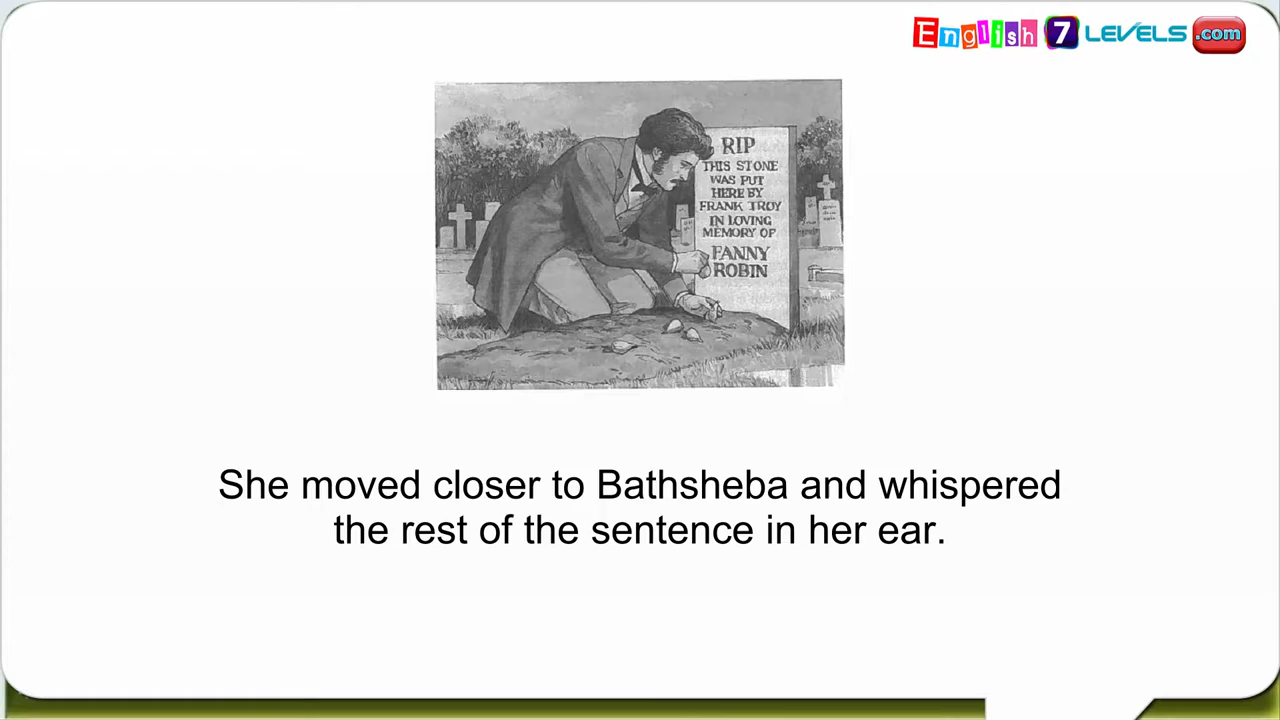 English 7 LEVELS .com
RIP
THIS STONE
WAS PUT
HERE BY
FRANK TROY
IN LOVING
MEMORY OF
FANNY
ROBIN
She moved closer to Bathsheba and whispered
the rest of the sentence in her ear.